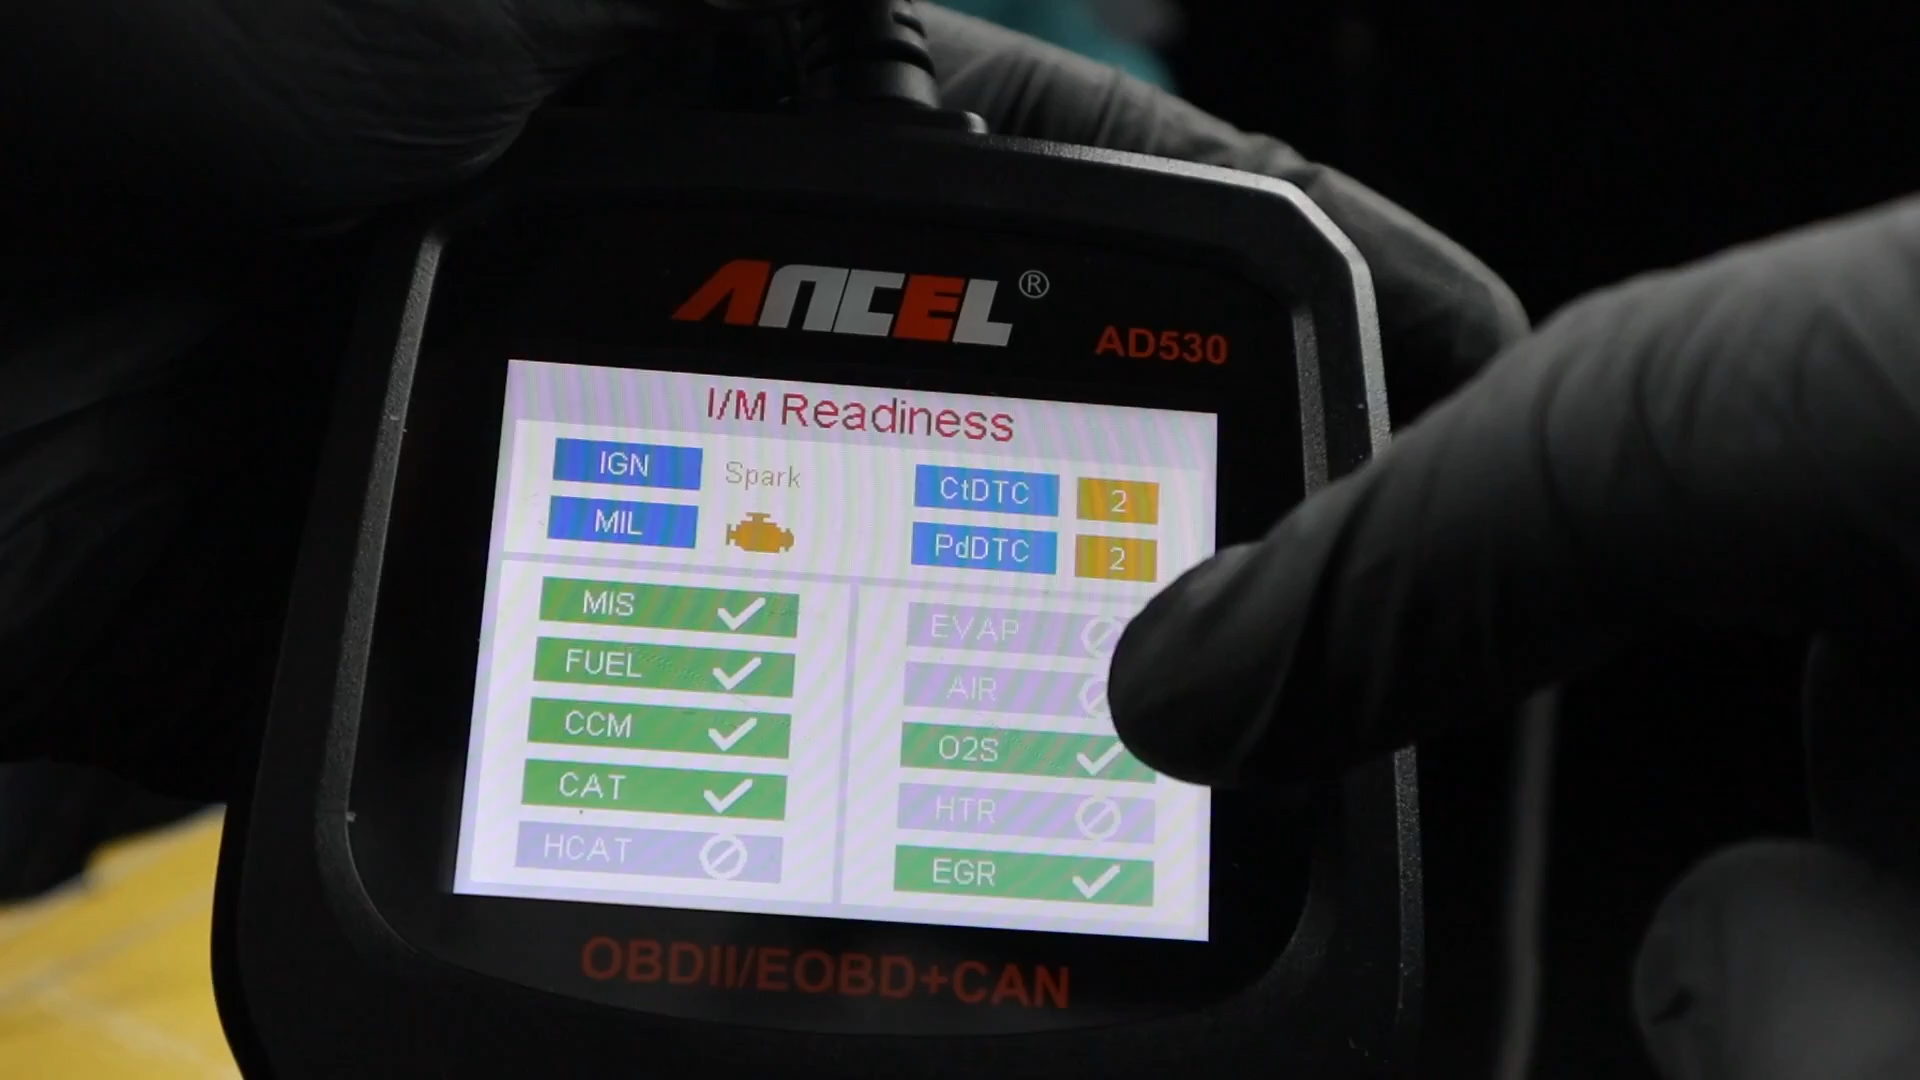 ANCEL®
AD530
I/M Readiness
IGN Spark
MIL
CtDTC 2
PdDTC 2
MIS
FUEL
CCM
CAT
HCAT
EVAP
AIR
O2S
HTR
EGR
OBDII/EOBD+CAN